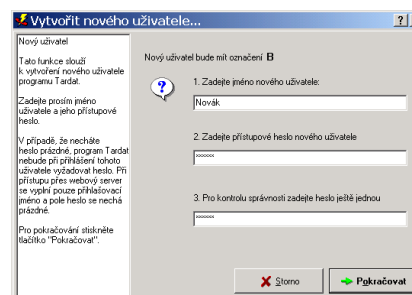 Vytvořit nového uživatele...
Nový uživatel
Tato funkce slouží
k vytvoření nového uživatele
programu Tardat.
Zadejte prosím jméno
uživatele a jeho přístupové
heslo.
V případě, že necháte
heslo prázdné, program Tardat
nebude při přihlášení tohoto
uživatele vyžadovat heslo. Při
přístupu přes webový server
se vyplní pouze přihlašovací
jméno a pole heslo se nechá
prázdné.
Pro pokračování stiskněte
tlačítko "Pokračovat".
Nový uživatel bude mít označení B
1. Zadejte jméno nového uživatele:
Novák
2. Zadejte přístupové heslo nového uživatele
××××××
3. Pro kontrolu správnosti zadejte heslo ještě jednou
××××××
Storno
Pokračovat